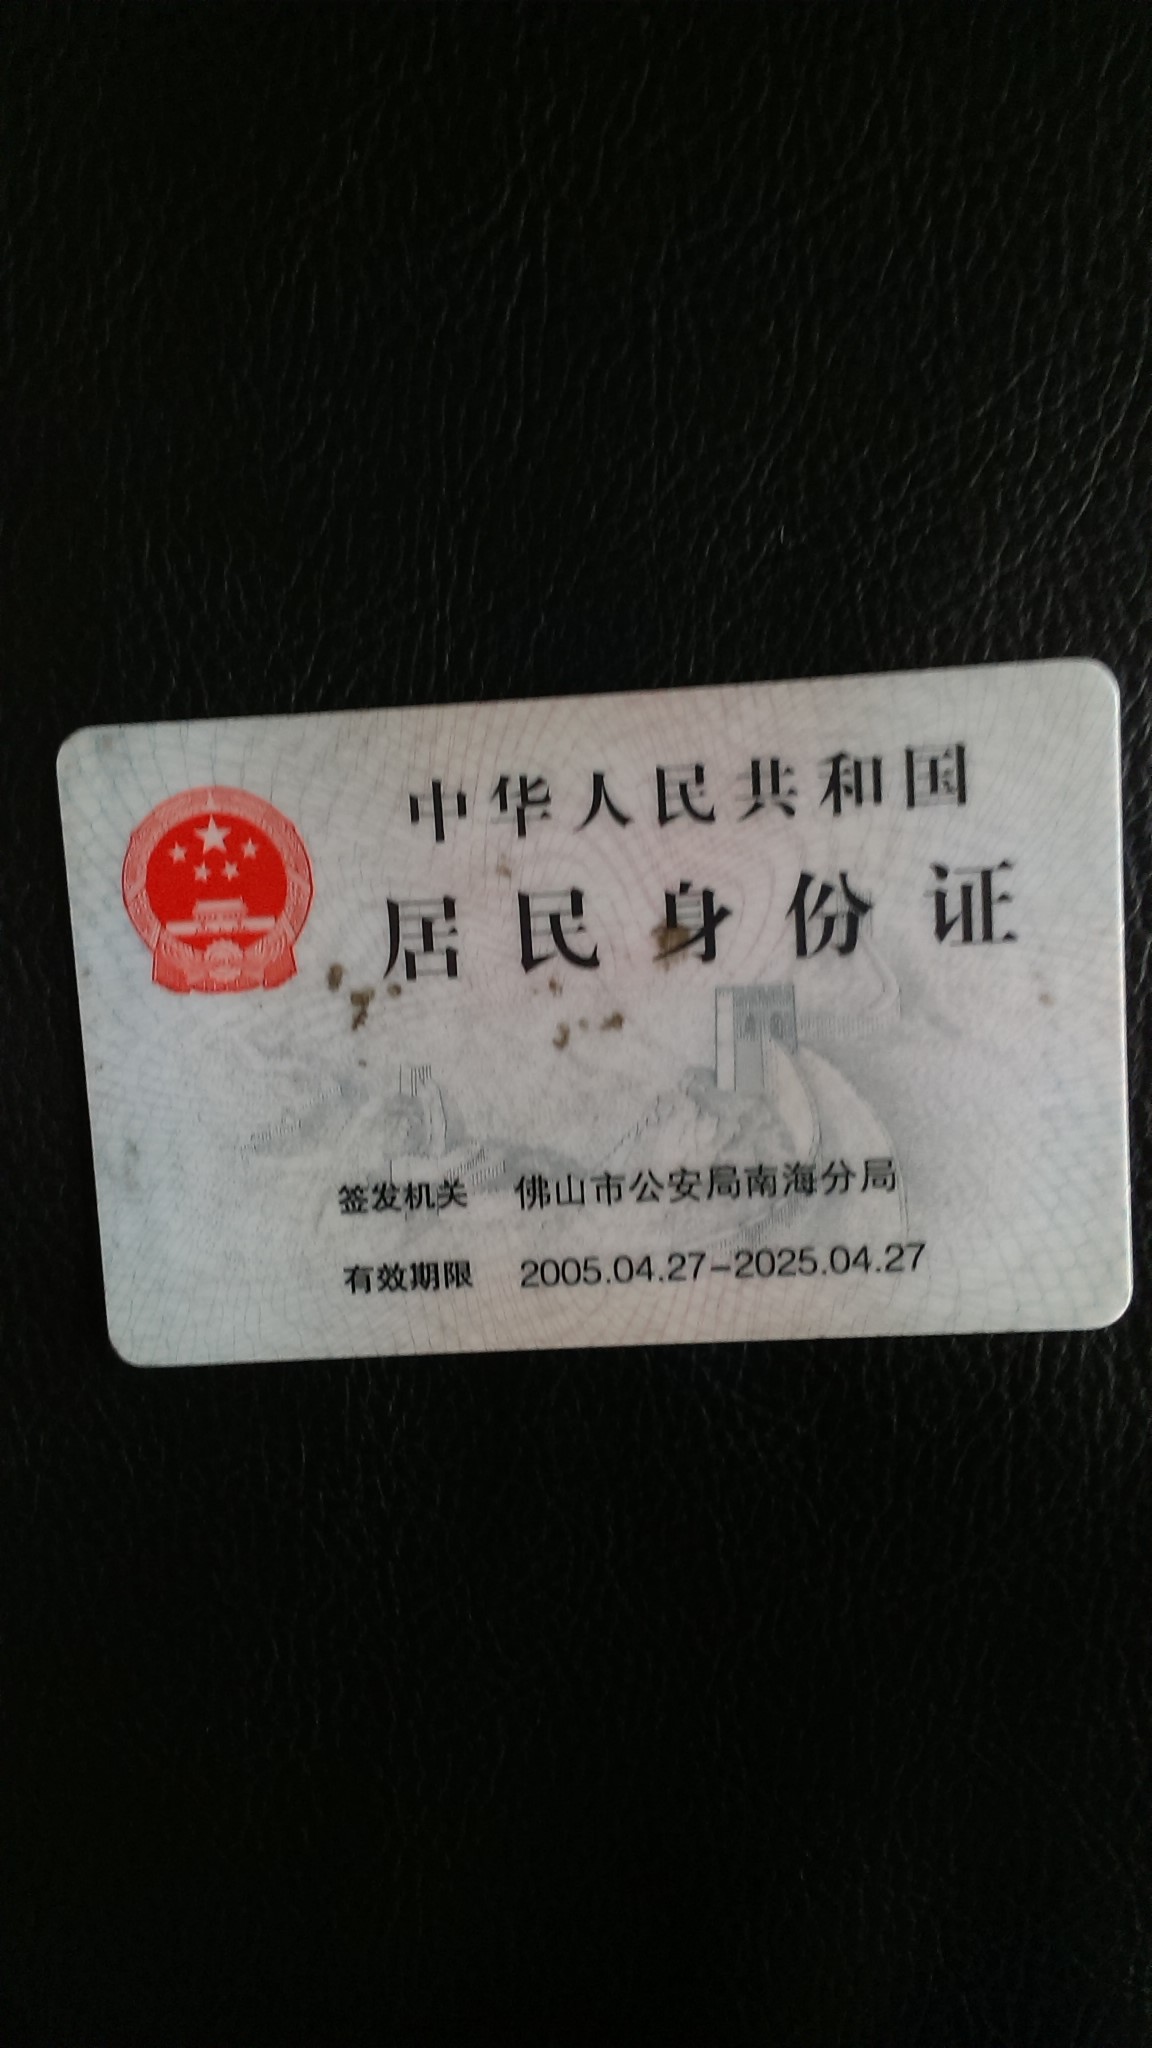 中华人民共和国
居民身份证
签发机关 佛山市公安局南海分局
有效期限 2005.04.27-2025.04.27